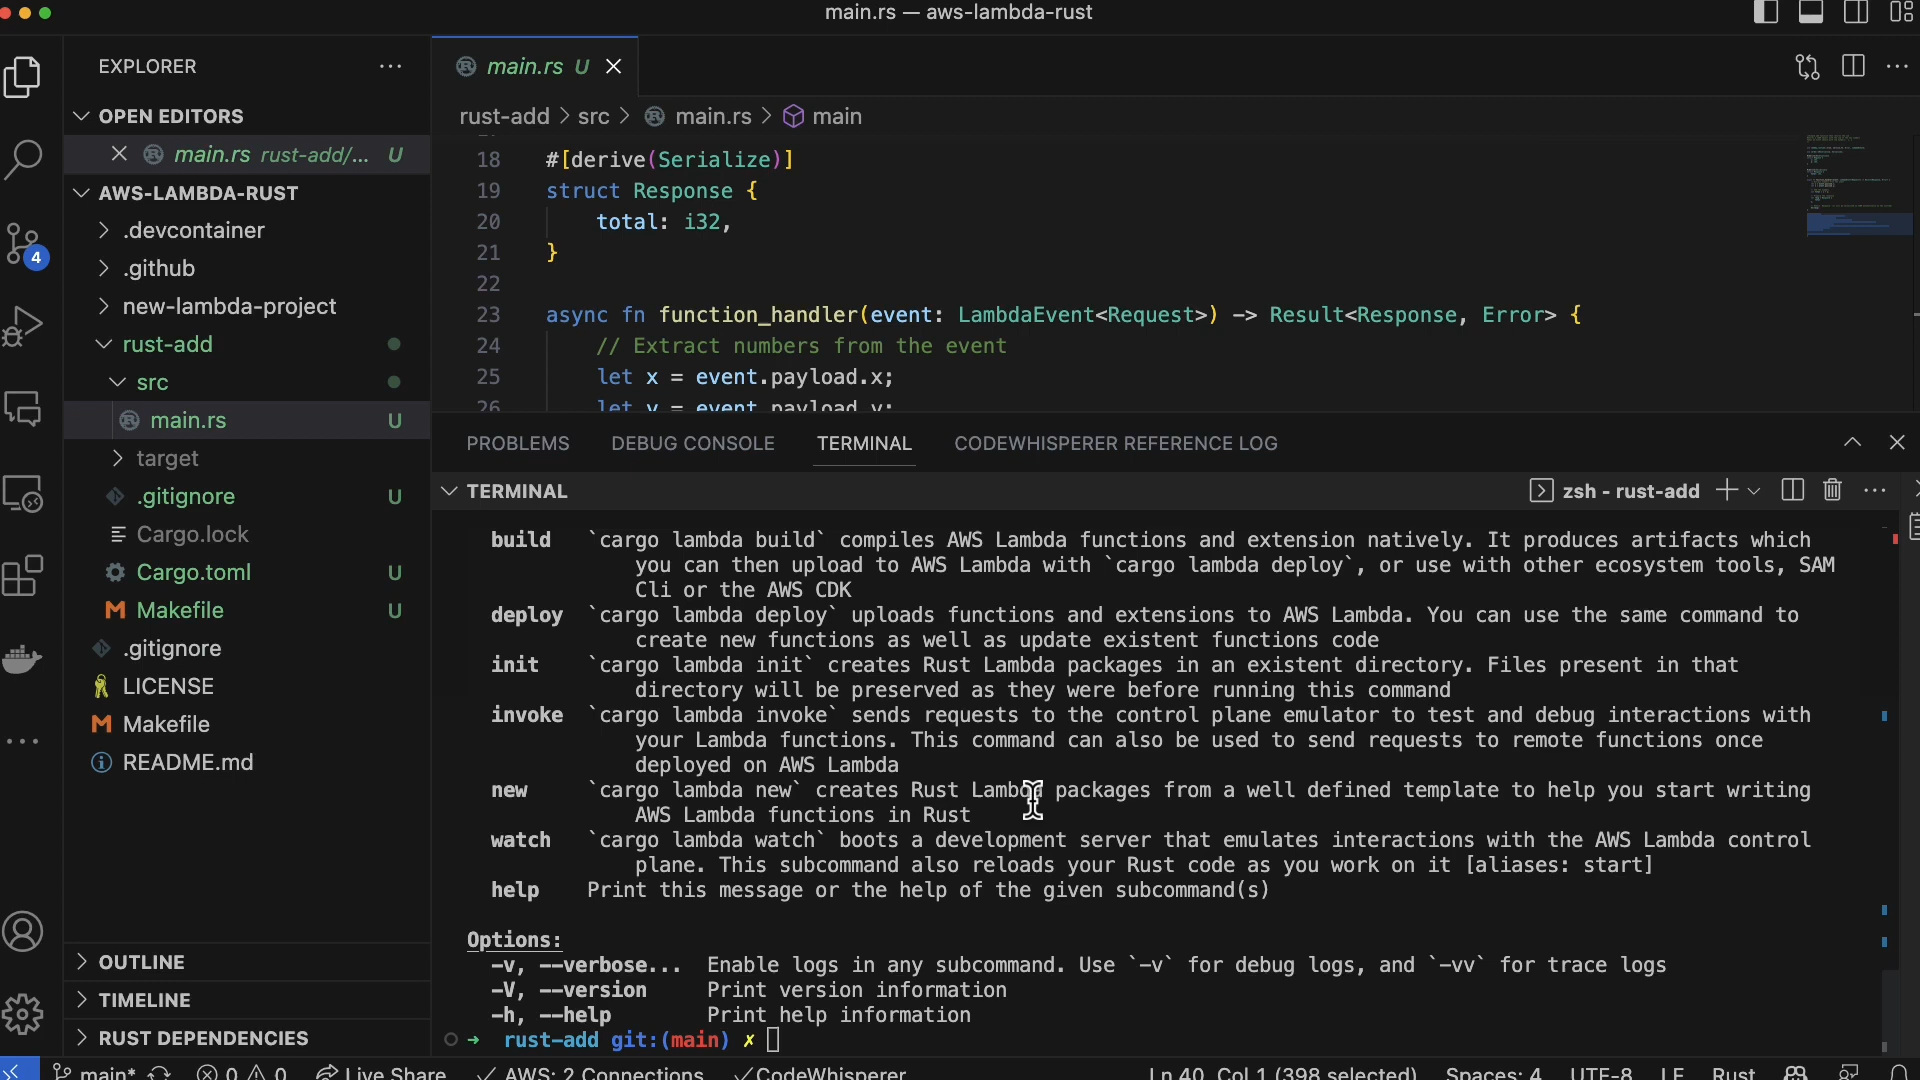 main.rs — aws-lambda-rust
EXPLORER
OPEN EDITORS
main.rs rust-add/... U
AWS-LAMBDA-RUST
.devcontainer
.github
new-lambda-project
rust-add
src
main.rs U
target
.gitignore U
Cargo.lock
Cargo.toml U
Makefile U
.gitignore
LICENSE
Makefile
README.md
OUTLINE
TIMELINE
RUST DEPENDENCIES
4
main.rs U
rust-add > src > main.rs > main
18 #[derive(Serialize)]
19 struct Response {
20 total: i32,
21 }
22
23 async fn function_handler(event: LambdaEvent<Request>) -> Result<Response, Error> {
24 // Extract numbers from the event
25 let x = event.payload.x;
26 let y = event.payload.y;
PROBLEMS DEBUG CONSOLE TERMINAL CODEWHISPERER REFERENCE LOG
TERMINAL
zsh - rust-add
build `cargo lambda build` compiles AWS Lambda functions and extension natively. It produces artifacts which
you can then upload to AWS Lambda with `cargo lambda deploy`, or use with other ecosystem tools, SAM
Cli or the AWS CDK
deploy `cargo lambda deploy` uploads functions and extensions to AWS Lambda. You can use the same command to
create new functions as well as update existent functions code
init `cargo lambda init` creates Rust Lambda packages in an existent directory. Files present in that
directory will be preserved as they were before running this command
invoke `cargo lambda invoke` sends requests to the control plane emulator to test and debug interactions with
your Lambda functions. This command can also be used to send requests to remote functions once
deployed on AWS Lambda
new `cargo lambda new` creates Rust Lambda packages from a well defined template to help you start writing
AWS Lambda functions in Rust
watch `cargo lambda watch` boots a development server that emulates interactions with the AWS Lambda control
plane. This subcommand also reloads your Rust code as you work on it [aliases: start]
help Print this message or the help of the given subcommand(s)
Options:
-v, --verbose... Enable logs in any subcommand. Use `-v` for debug logs, and `-vv` for trace logs
-V, --version Print version information
-h, --help Print help information
➜ rust-add git:(main) ✗
main* 0 0 Live Share AWS: 2 Connections CodeWhisperer Ln 40, Col 1 (398 selected) Spaces: 4 UTF-8 LF Rust